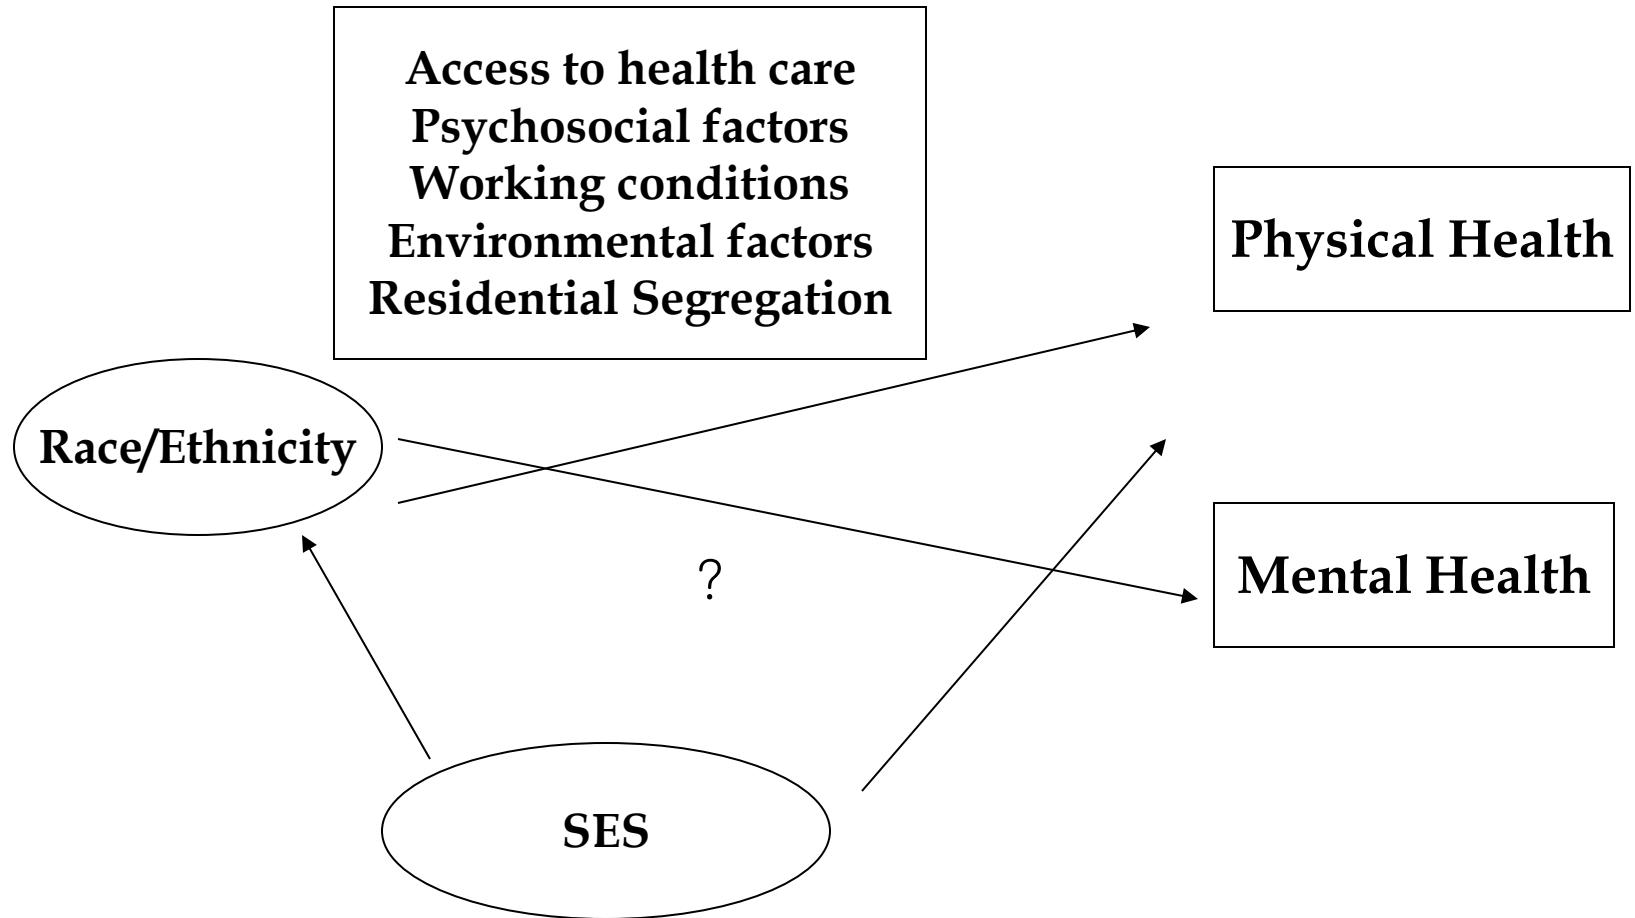 Access to health care
Psychosocial factors
Working conditions
Environmental factors
Residential Segregation
Physical Health
Race/Ethnicity
?
Mental Health
SES